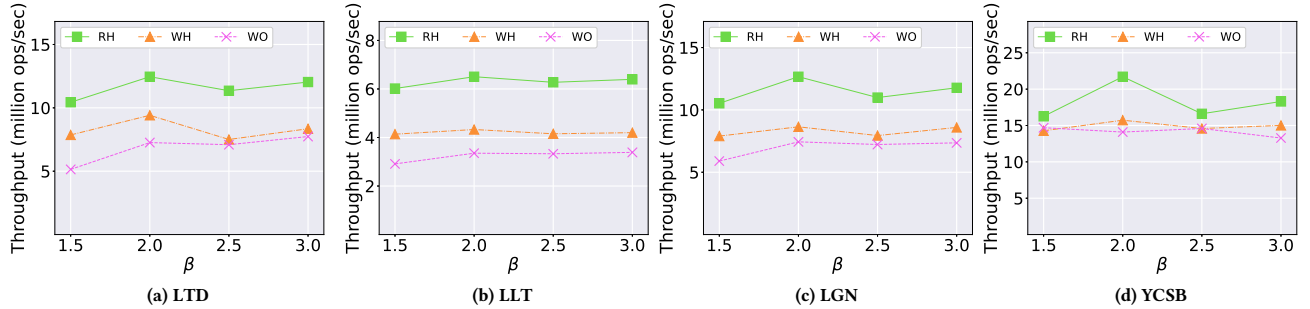 Throughput (million ops/sec)
15
10
5
RH WH WO
1.5 2.0 2.5 3.0
β
(a) LTD
Throughput (million ops/sec)
8
6
4
2
RH WH WO
1.5 2.0 2.5 3.0
β
(b) LLT
Throughput (million ops/sec)
15
10
5
RH WH WO
1.5 2.0 2.5 3.0
β
(c) LGN
Throughput (million ops/sec)
25
20
15
10
5
RH WH WO
1.5 2.0 2.5 3.0
β
(d) YCSB